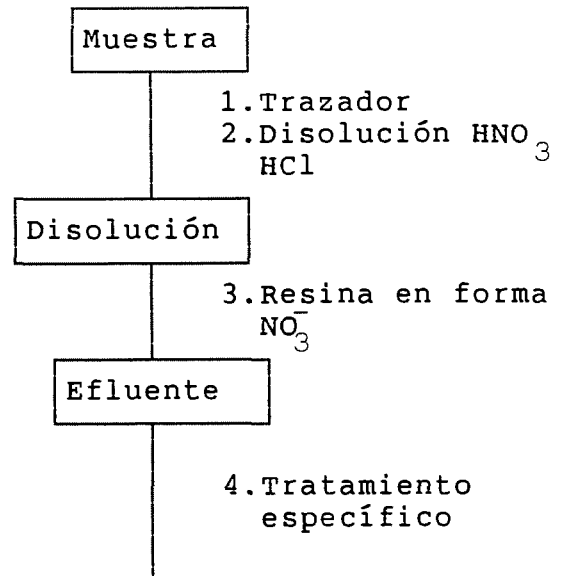 Muestra
1.Trazador
2.Disolución HNO₃
HCl
Disolución
3.Resina en forma
NO₃⁻
Efluente
4.Tratamiento
específico